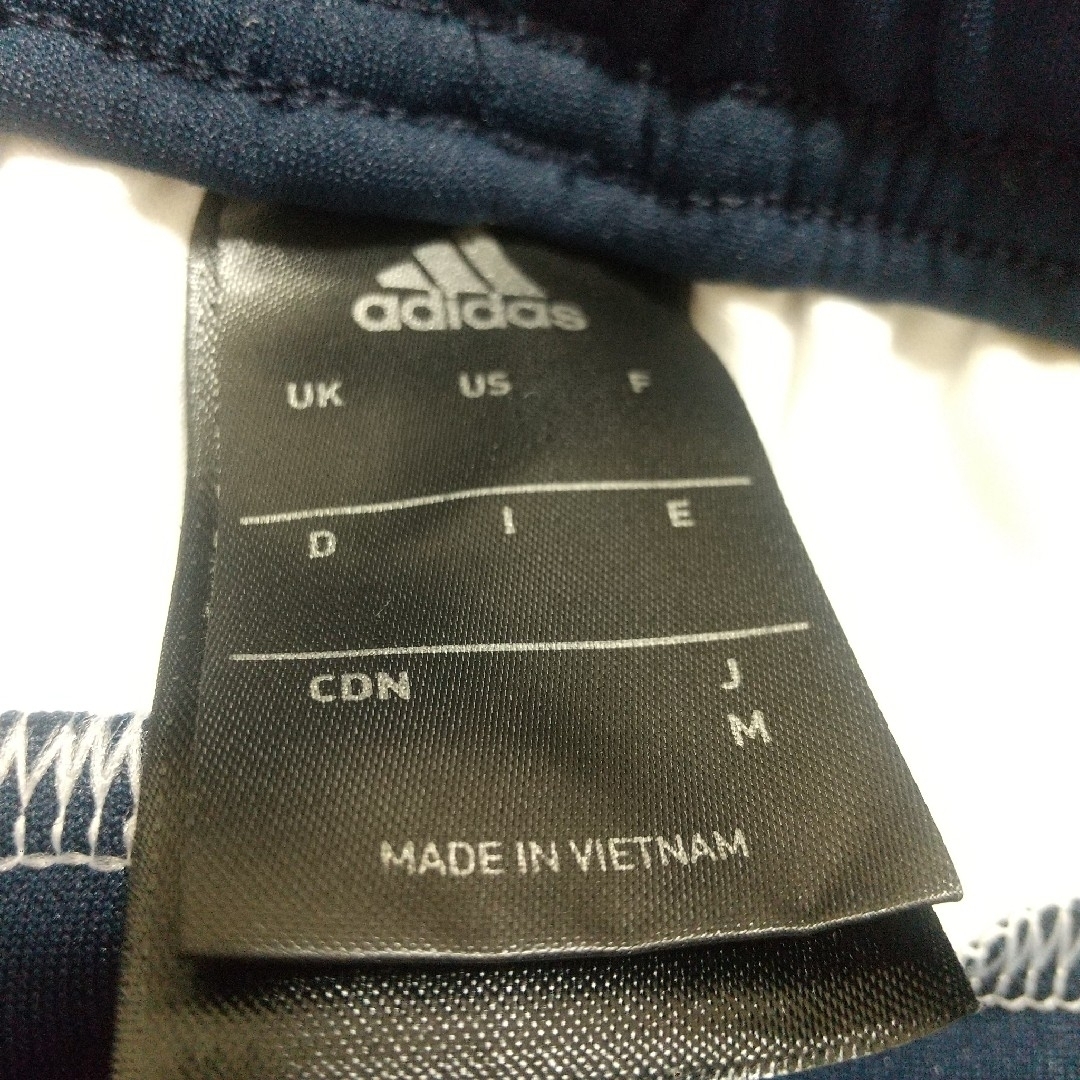 adidas
UK US F
D I E
CDN J
M
MADE IN VIETNAM